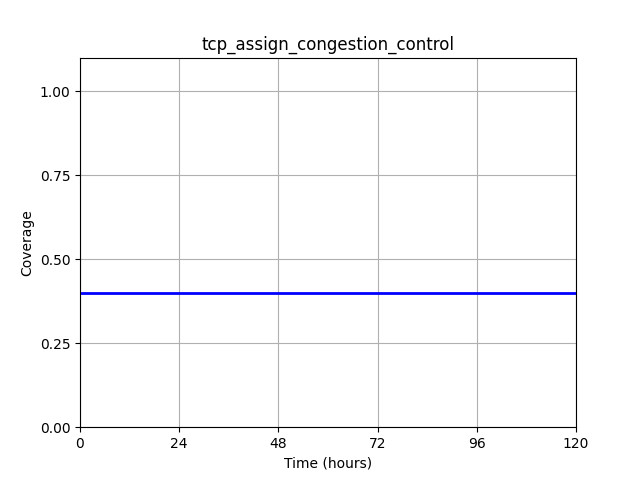 tcp_assign_congestion_control
1.00
0.75
0.50
0.25
0.00
Coverage
0 24 48 72 96 120
Time (hours)